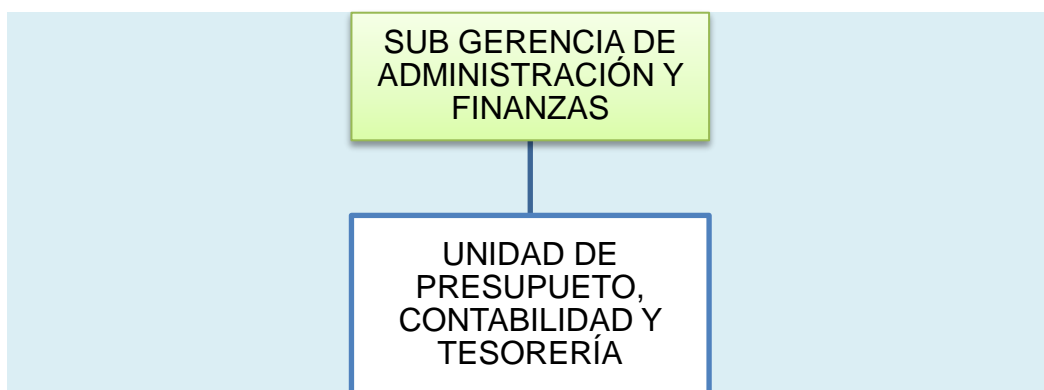 SUB GERENCIA DE
ADMINISTRACIÓN Y
FINANZAS
UNIDAD DE
PRESUPUETO,
CONTABILIDAD Y
TESORERÍA